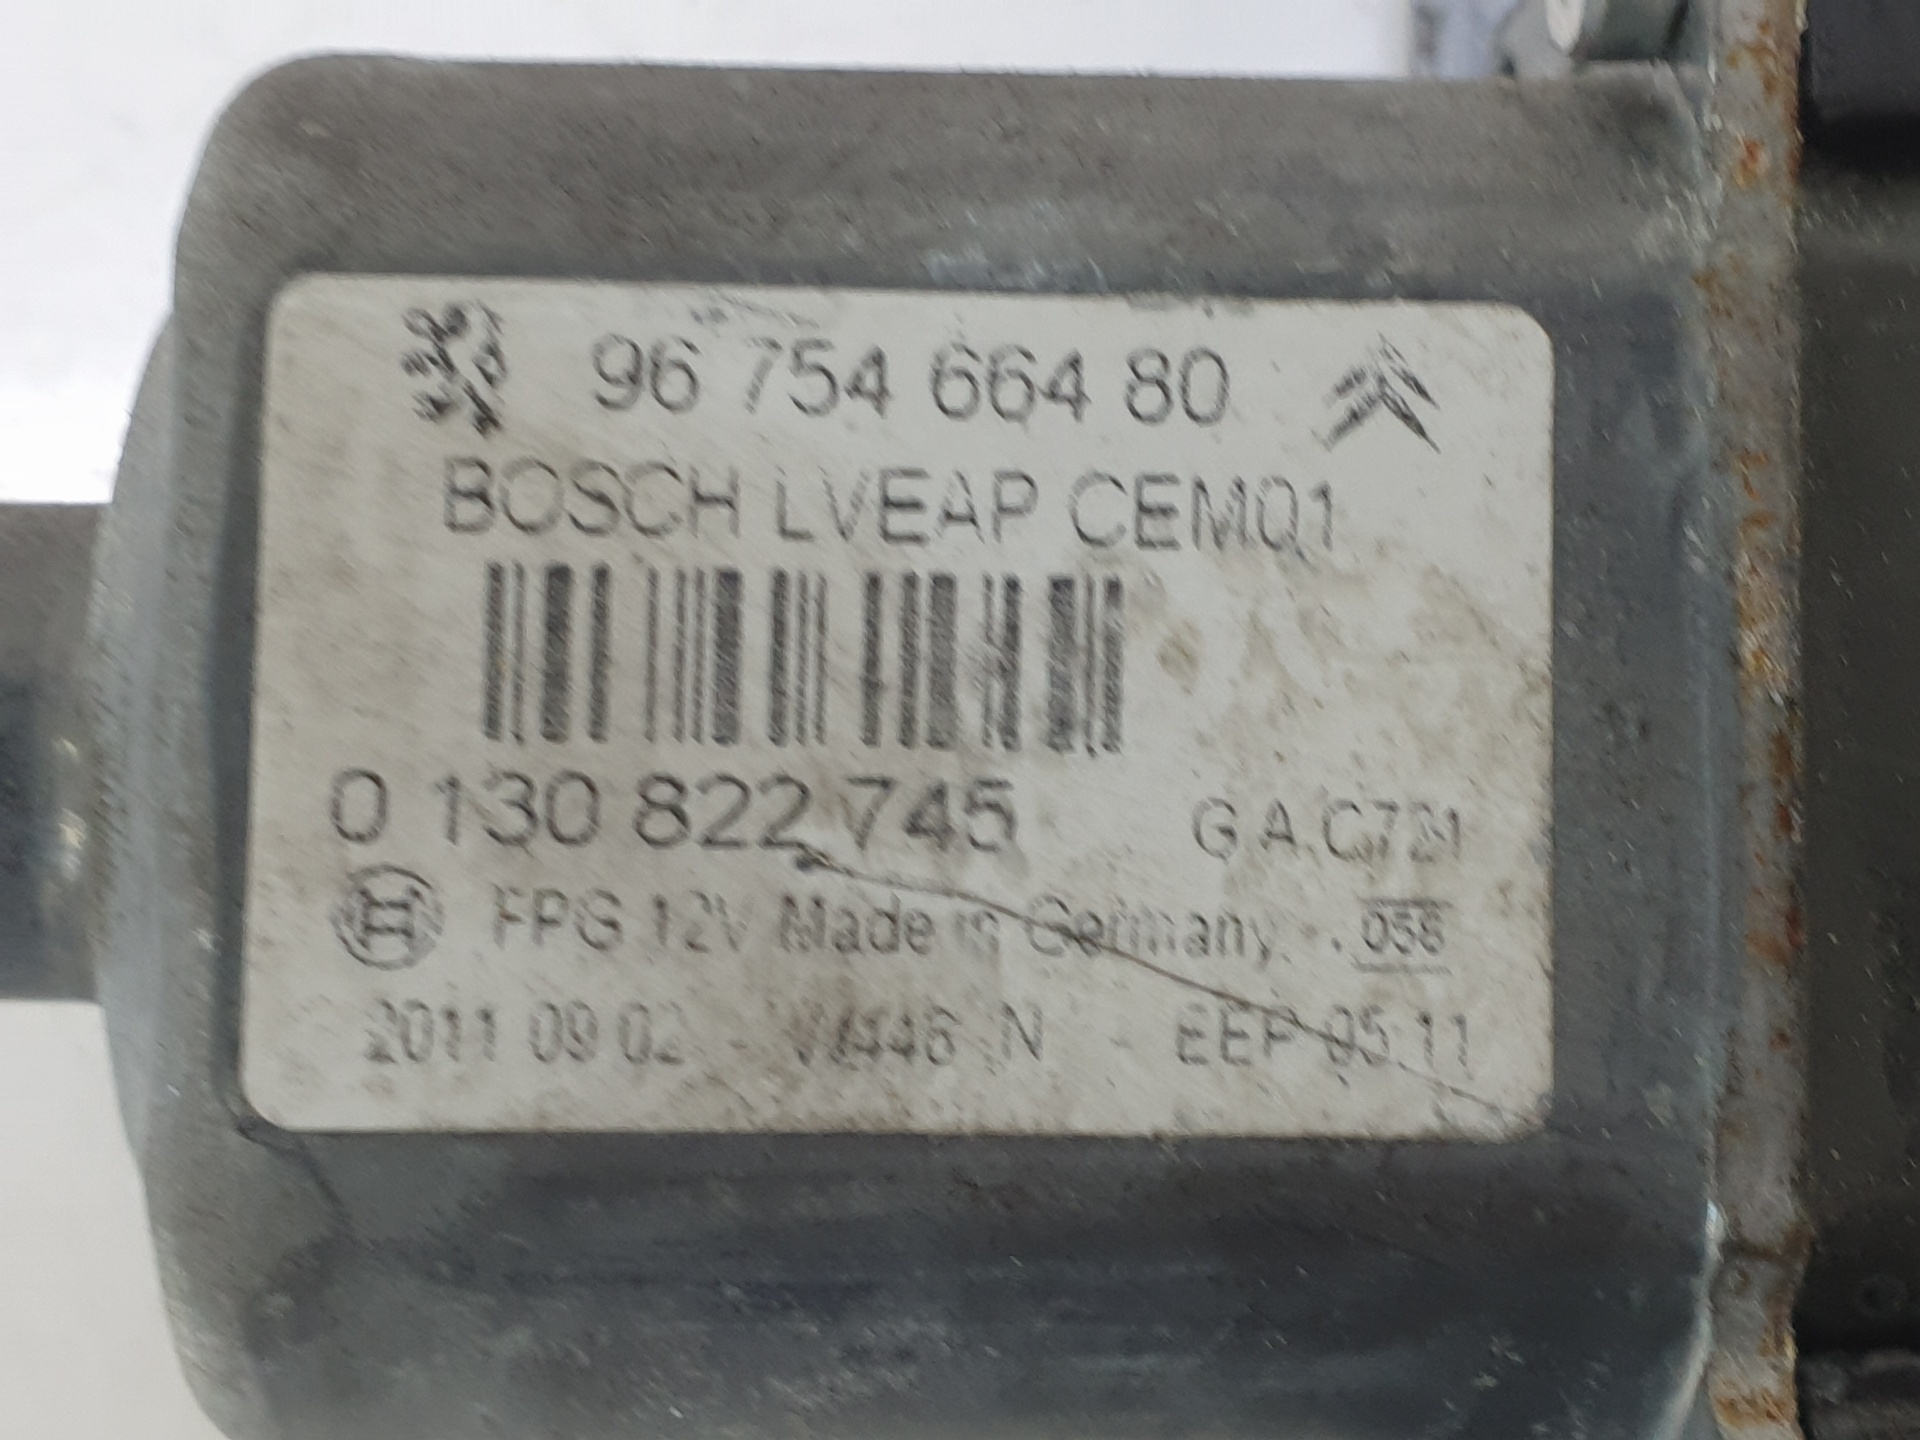 96 754 664 80
BOSCH LVEAP CEM01
0 130 822 745 G A C721
FPG 12V Made in Germany 056
2011 09 02 - - EEP 05.11